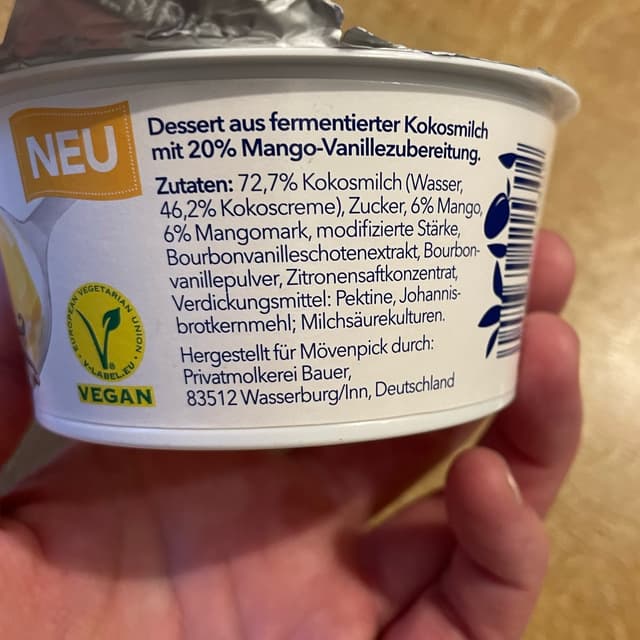 NEU
Dessert aus fermentierter Kokosmilch
mit 20% Mango-Vanillezubereitung.
Zutaten: 72,7% Kokosmilch (Wasser,
46,2% Kokoscreme), Zucker, 6% Mango,
6% Mangomark, modifizierte Stärke,
Bourbonvanilleschotenextrakt, Bourbon-
vanillepulver, Zitronensaftkonzentrat,
Verdickungsmittel: Pektine, Johannis-
brotkernmehl; Milchsäurekulturen.
Hergestellt für Mövenpick durch:
Privatmolkerei Bauer,
83512 Wasserburg/Inn, Deutschland
EUROPEAN VEGETARIAN UNION
V-LABEL.EU
VEGAN